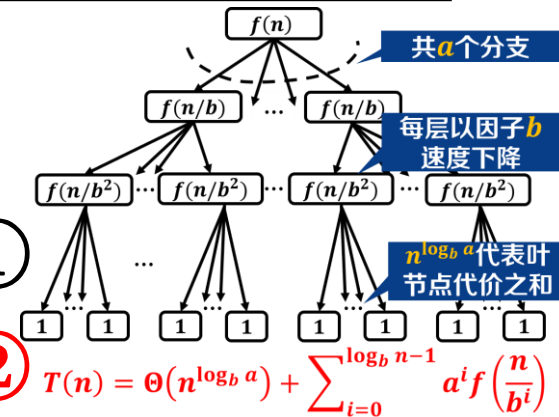 f(n)
共a个分支
f(n/b) ... f(n/b)
每层以因子b
速度下降
f(n/b²) ... f(n/b²) ... f(n/b²) ... f(n/b²)
n^{log_b a}代表叶
节点代价之和
...
... ... ... ...
1 1 1 1 1 1 1 1
2 T(n) = Θ(n^{log_b a}) + ∑_{i=0}^{log_b n−1} a^i f(n/b^i)